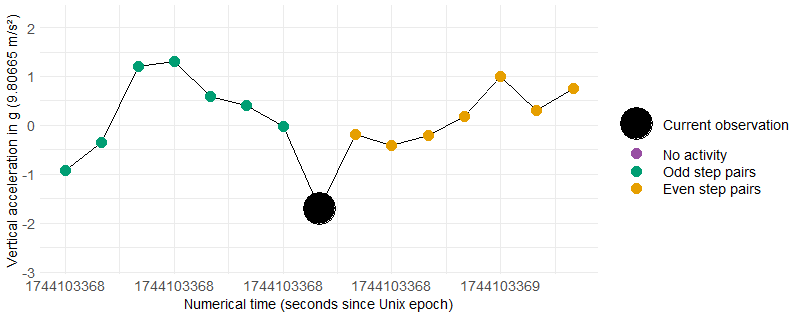 Vertical acceleration in g (9.80665 m/s²)
2
1
0
-1
-2
-3
1744103368 1744103368 1744103368 1744103368 1744103369
Numerical time (seconds since Unix epoch)
Current observation
No activity
Odd step pairs
Even step pairs